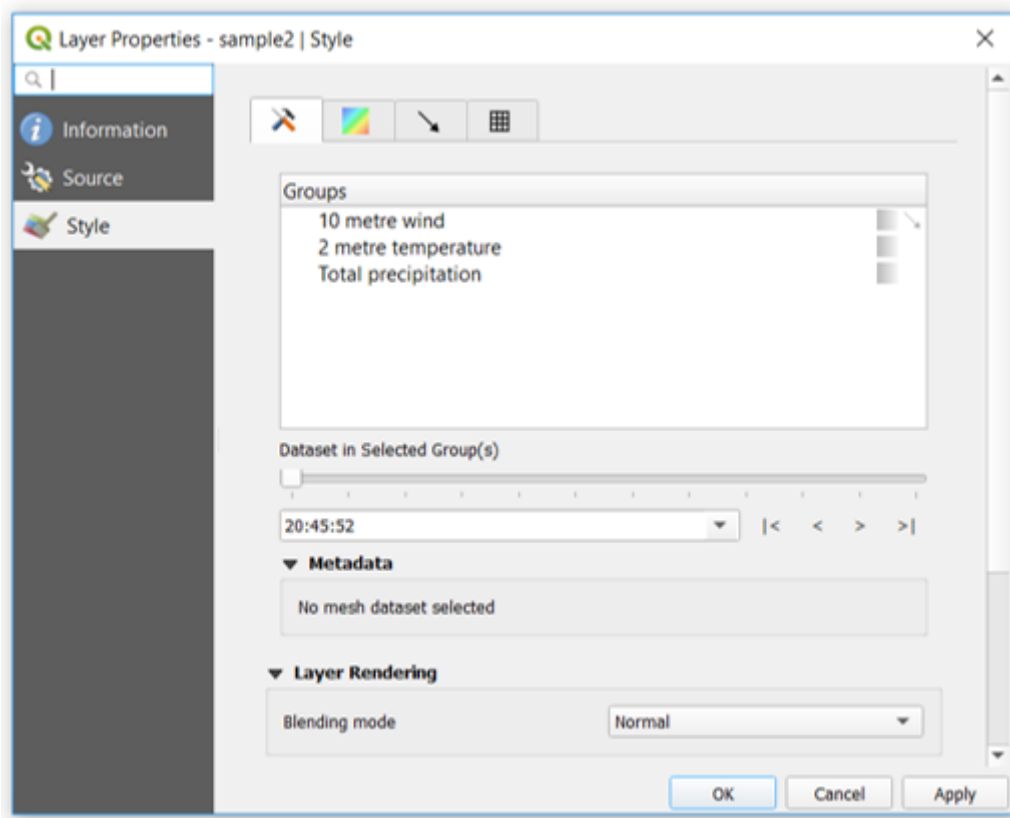 Layer Properties - sample2 | Style
Information
Source
Style
Groups
10 metre wind
2 metre temperature
Total precipitation
Dataset in Selected Group(s)
20:45:52 |< < > >|
Metadata
No mesh dataset selected
Layer Rendering
Blending mode Normal
OK Cancel Apply